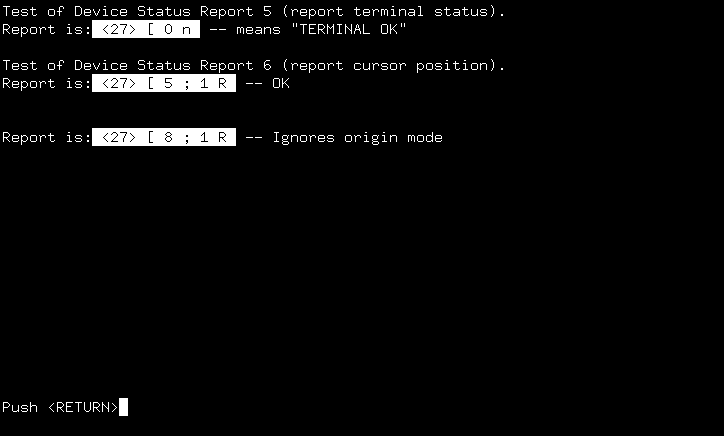 Test of Device Status Report 5 (report terminal status).
Report is: <27> [ 0 n  -- means "TERMINAL OK"
Test of Device Status Report 6 (report cursor position).
Report is: <27> [ 5 ; 1 R  -- OK
Report is: <27> [ 8 ; 1 R  -- Ignores origin mode
Push <RETURN>